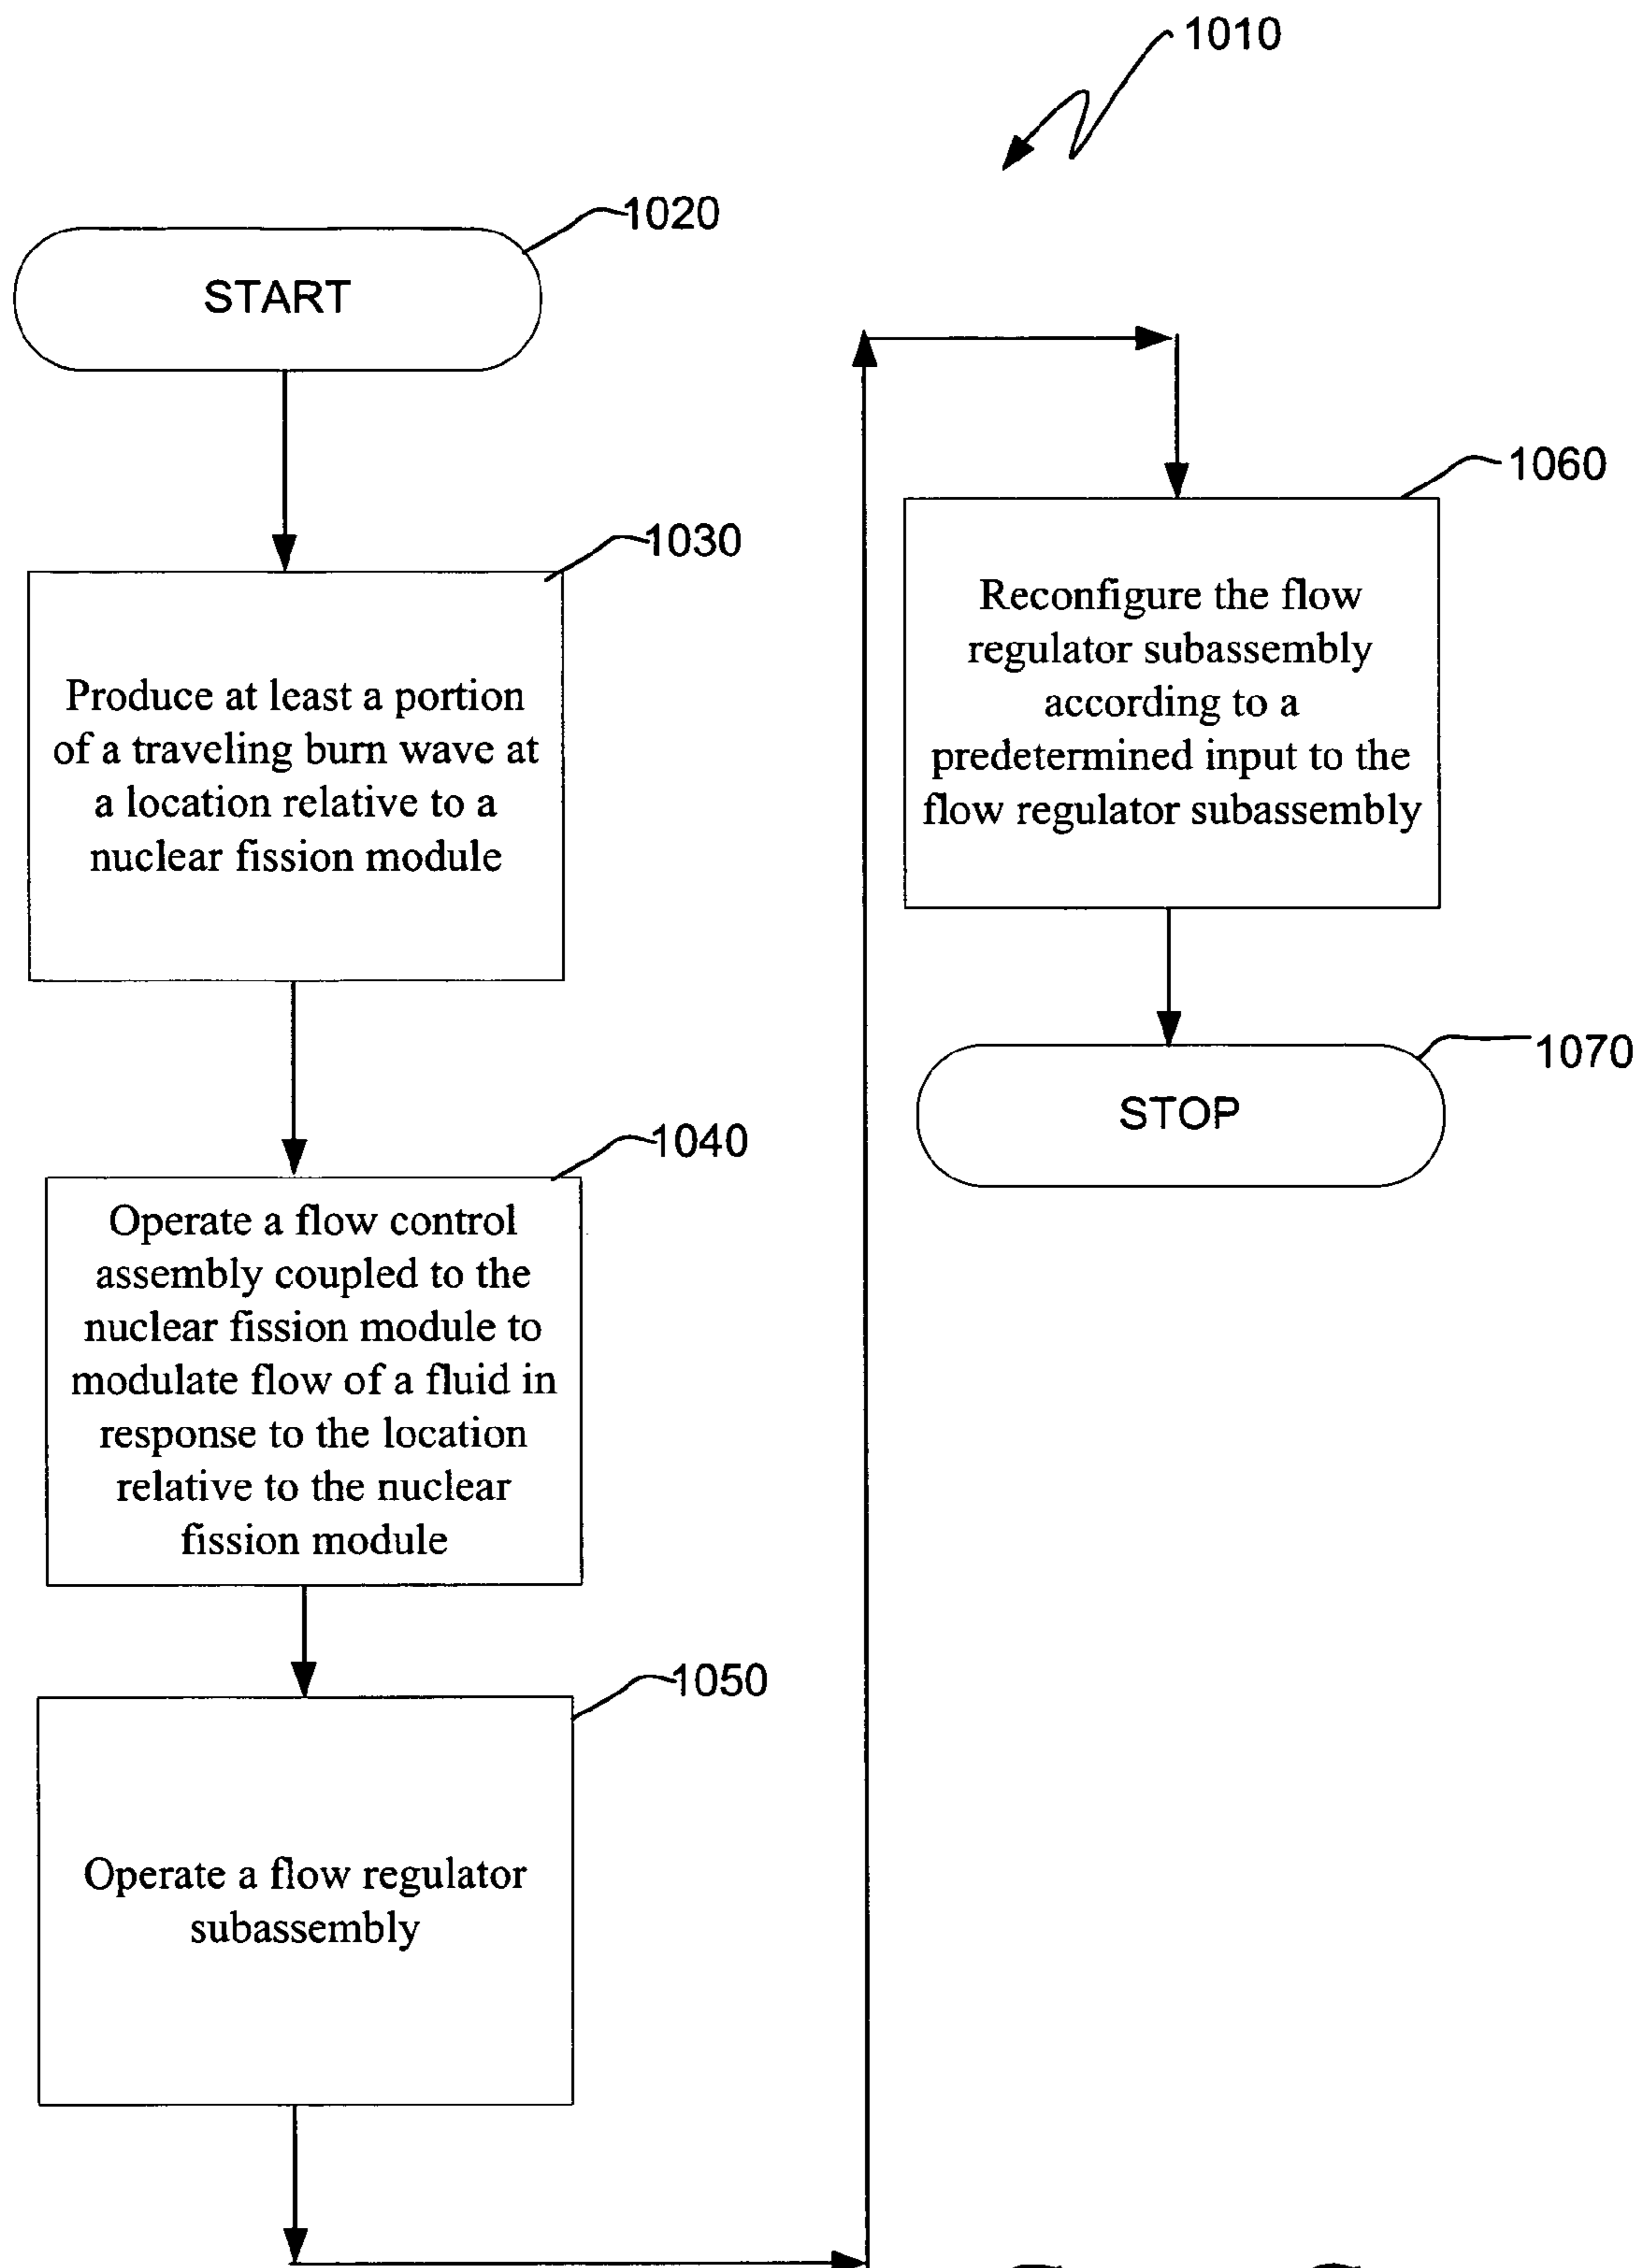 1010
1020
START
1030
Produce at least a portion
of a traveling burn wave at
a location relative to a
nuclear fission module
1040
Operate a flow control
assembly coupled to the
nuclear fission module to
modulate flow of a fluid in
response to the location
relative to the nuclear
fission module
1050
Operate a flow regulator
subassembly
1060
Reconfigure the flow
regulator subassembly
according to a
predetermined input to the
flow regulator subassembly
1070
STOP